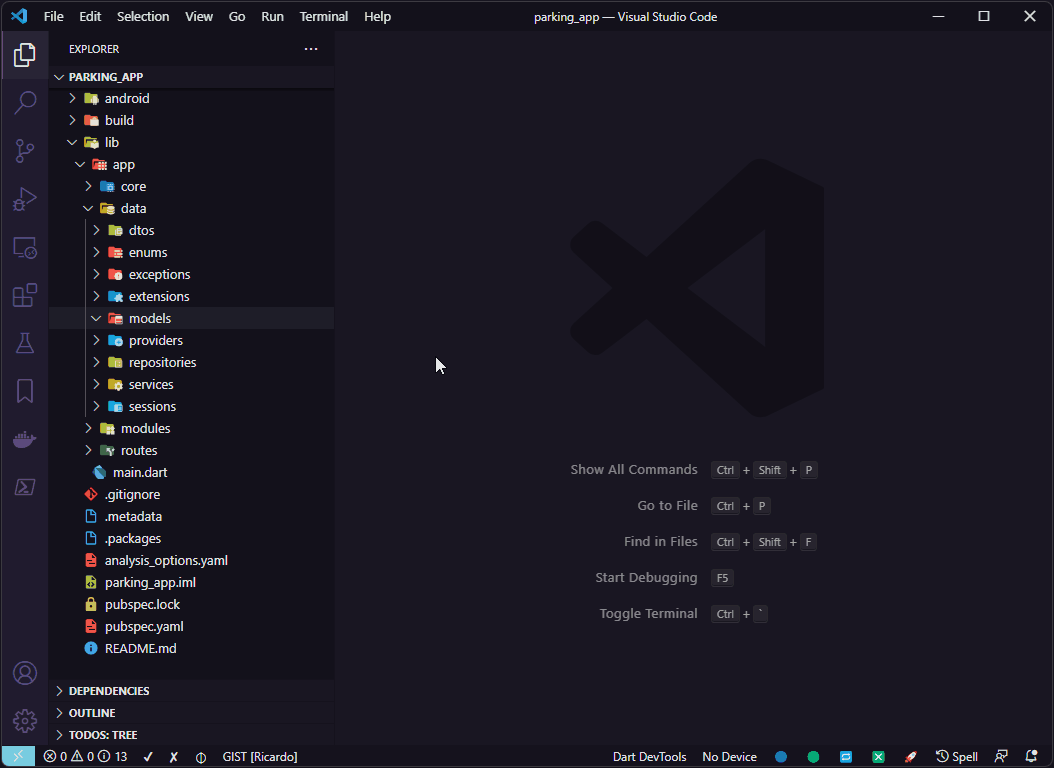 File Edit Selection View Go Run Terminal Help parking_app — Visual Studio Code
EXPLORER
PARKING_APP
android
build
lib
app
core
data
dtos
enums
exceptions
extensions
models
providers
repositories
services
sessions
modules
routes
main.dart
.gitignore
.metadata
.packages
analysis_options.yaml
parking_app.iml
pubspec.lock
pubspec.yaml
README.md
DEPENDENCIES
OUTLINE
TODOS: TREE
Show All Commands Ctrl + Shift + P
Go to File Ctrl + P
Find in Files Ctrl + Shift + F
Start Debugging F5
Toggle Terminal Ctrl + `
0 0 13 GIST [Ricardo] Dart DevTools No Device Spell